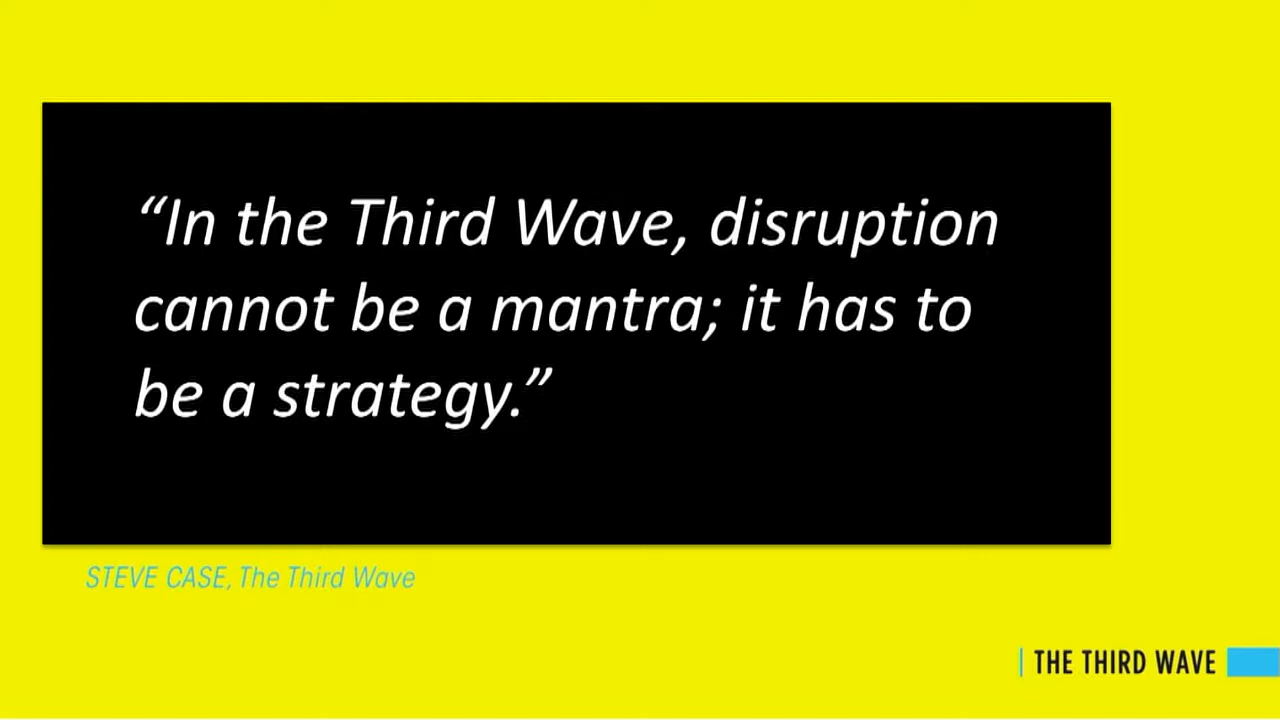 “In the Third Wave, disruption
cannot be a mantra; it has to
be a strategy.”
STEVE CASE, The Third Wave
THE THIRD WAVE